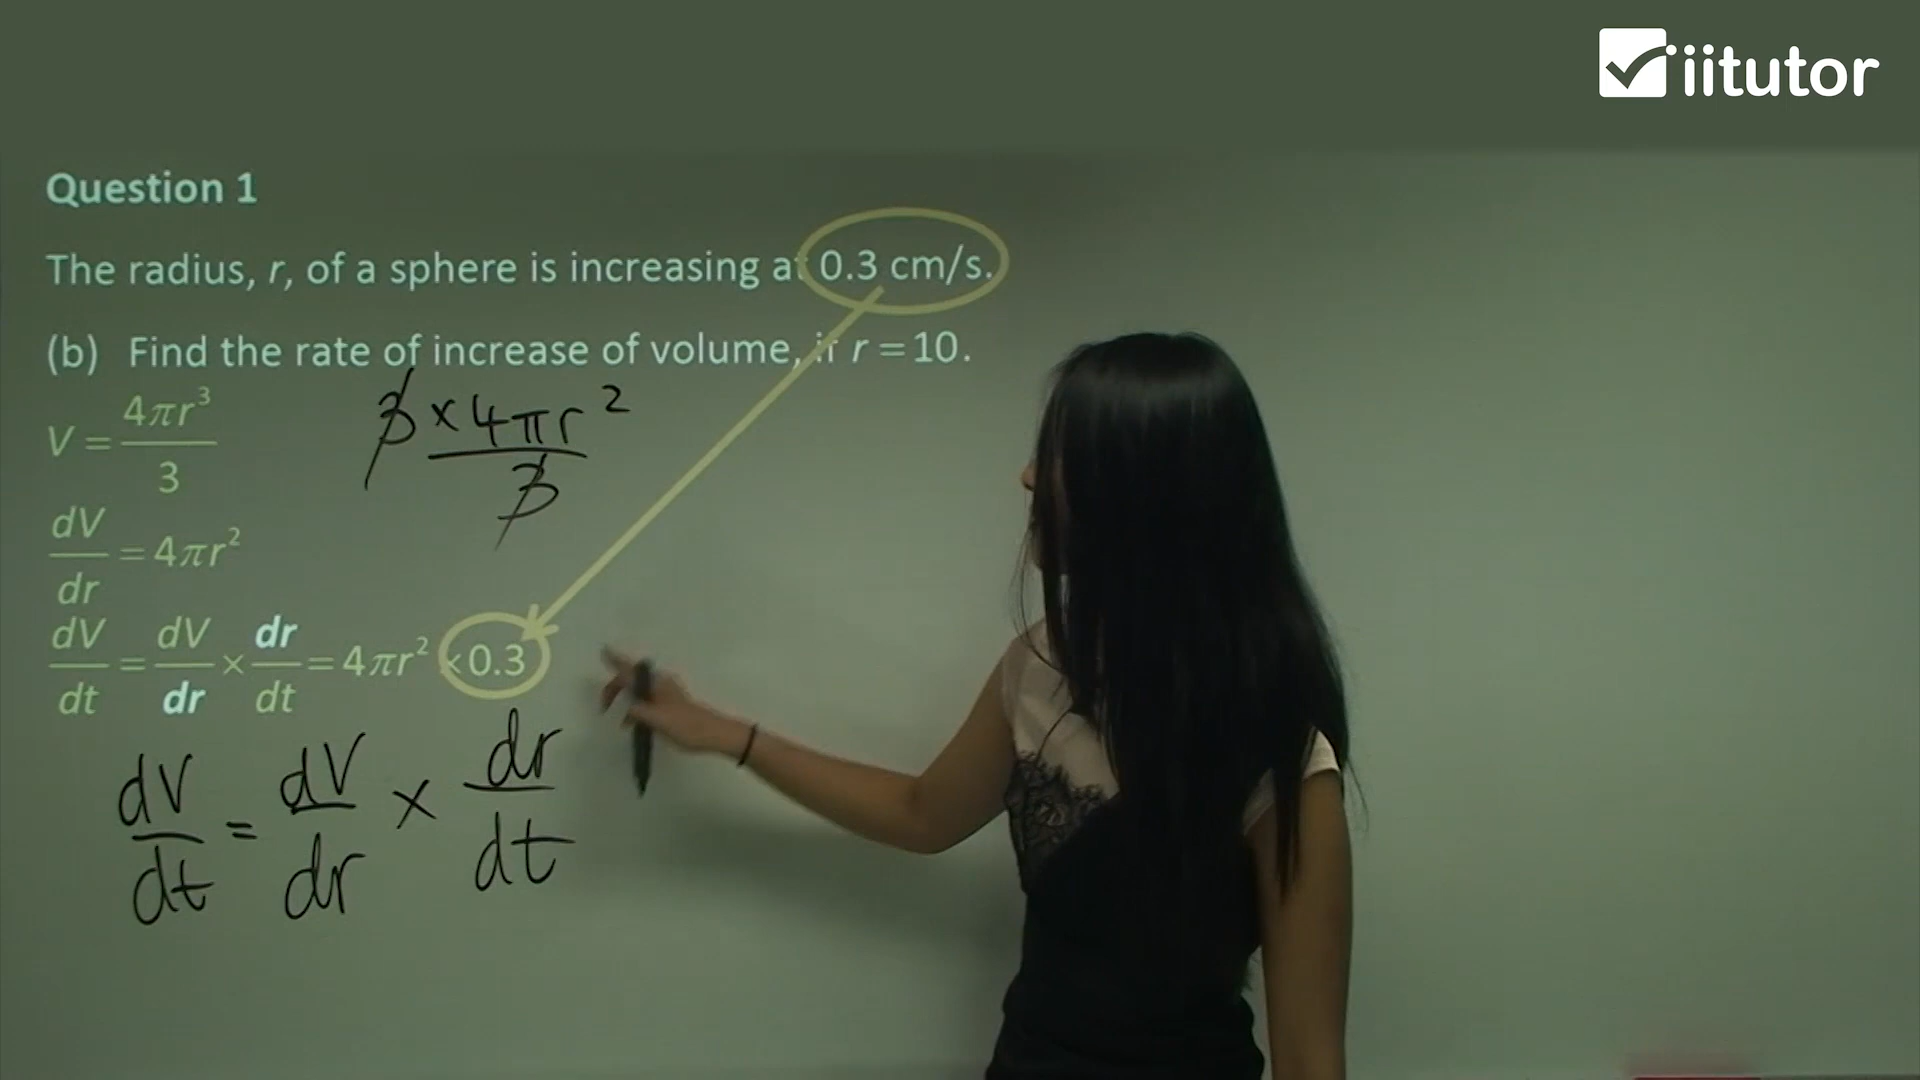 iitutor
Question 1
The radius, r, of a sphere is increasing at 0.3 cm/s.
(b) Find the rate of increase of volume, if r = 10.
V = 4πr³/3
3 × 4πr²/3
dV/dr = 4πr²
dV/dt = dV/dr × dr/dt = 4πr² × 0.3
dV/dt = dV/dr × dr/dt